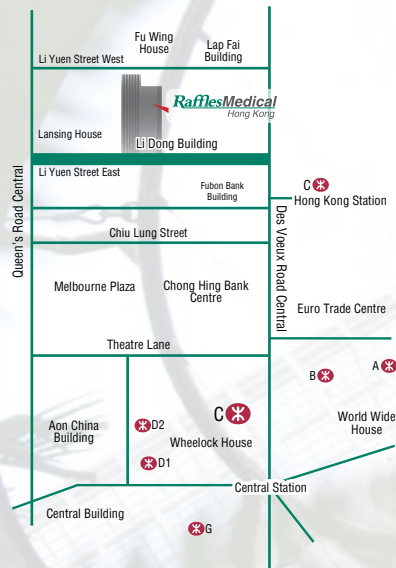 Fu Wing
House
Lap Fai
Building
Li Yuen Street West
RafflesMedical
Hong Kong
Lansing House
Li Dong Building
Li Yuen Street East
Fubon Bank
Building
C
Hong Kong Station
Queen's Road Central
Des Voeux Road Central
Chiu Lung Street
Melbourne Plaza
Chong Hing Bank
Centre
Euro Trade Centre
Theatre Lane
A
B
C
World Wide
House
Aon China
Building
D2
Wheelock House
D1
Central Station
Central Building
G